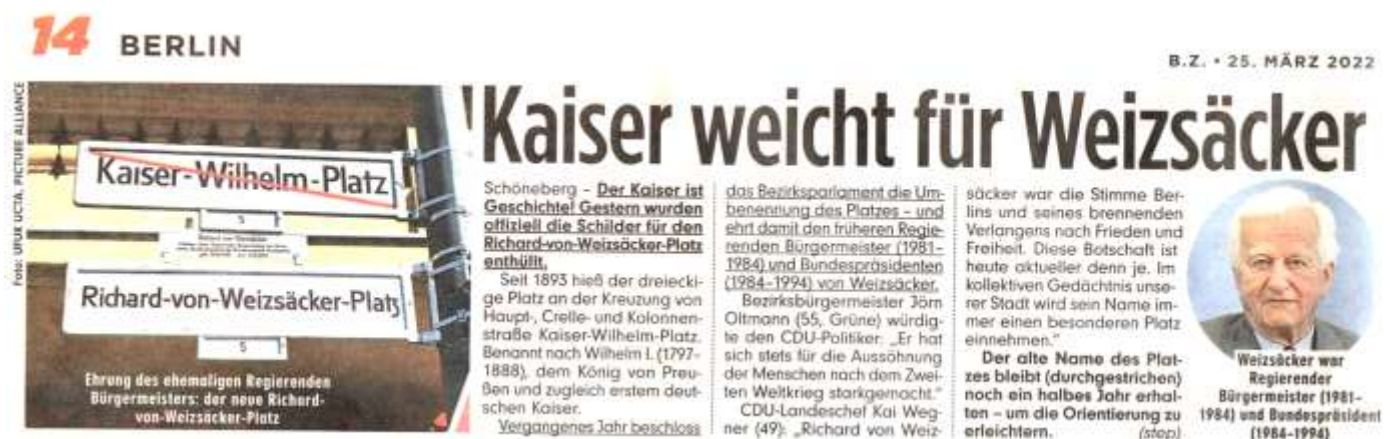 14 BERLIN
B.Z. • 25. MÄRZ 2022
Foto: UFUK UCTA, PICTURE ALLIANCE
Kaiser-Wilhelm-Platz
S
Richard-von-Weizsäcker-Platz
S
Ehrung des ehemaligen Regierenden
Bürgermeisters: der neue Richard-
von-Weizsäcker-Platz
Kaiser weicht für Weizsäcker
Schöneberg – Der Kaiser ist
Geschichte! Gestern wurden
offiziell die Schilder für den
Richard-von-Weizsäcker-Platz
enthüllt.
Seit 1893 hieß der dreiecki-
ge Platz an der Kreuzung von
Haupt-, Crelle- und Kolonnen-
straße Kaiser-Wilhelm-Platz.
Benannt nach Wilhelm I. (1797-
1888), dem König von Preu-
ßen und zugleich erstem deut-
schen Kaiser.
Vergangenes Jahr beschloss
das Bezirksparlament die Um-
benennung des Platzes – und
ehrt damit den früheren Regie-
renden Bürgermeister (1981–
1984) und Bundespräsidenten
(1984–1994) von Weizsäcker.
Bezirksbürgermeister Jörn
Oltmann (55, Grüne) würdig-
te den CDU-Politiker: „Er hat
sich stets für die Aussöhnung
der Menschen nach dem Zwei-
ten Weltkrieg starkgemacht.“
CDU-Landeschef Kai Weg-
ner (49): „Richard von Weiz-
säcker war die Stimme Ber-
lins und seines brennenden
Verlangens nach Frieden und
Freiheit. Diese Botschaft ist
heute aktueller denn je. Im
kollektiven Gedächtnis unse-
rer Stadt wird sein Name im-
mer einen besonderen Platz
einnehmen.“
Der alte Name des Plat-
zes bleibt (durchgestrichen)
noch ein halbes Jahr erhal-
ten – um die Orientierung zu
erleichtern. (step)
Weizsäcker war
Regierender
Bürgermeister (1981–
1984) und Bundespräsident
(1984–1994)